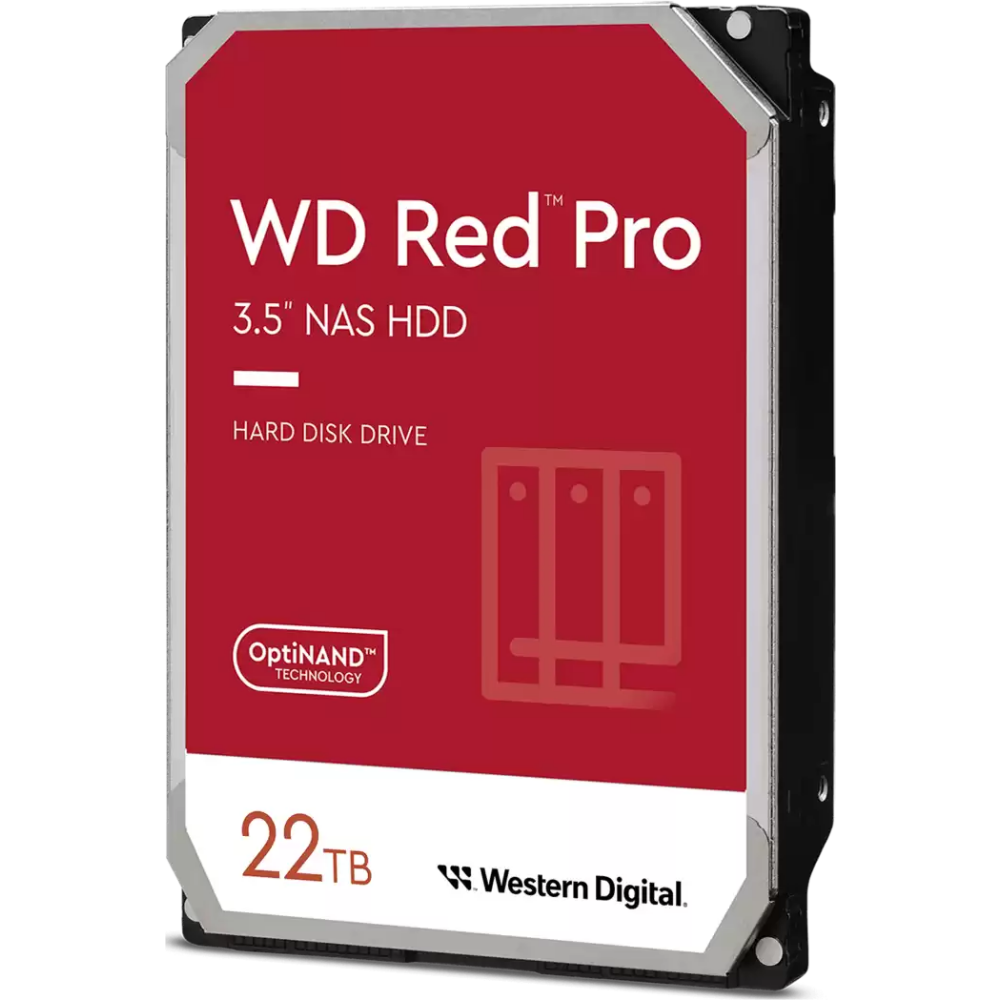 WD Red™ Pro
3.5" NAS HDD
HARD DISK DRIVE
OptiNAND™
TECHNOLOGY
22TB
W. Western Digital.